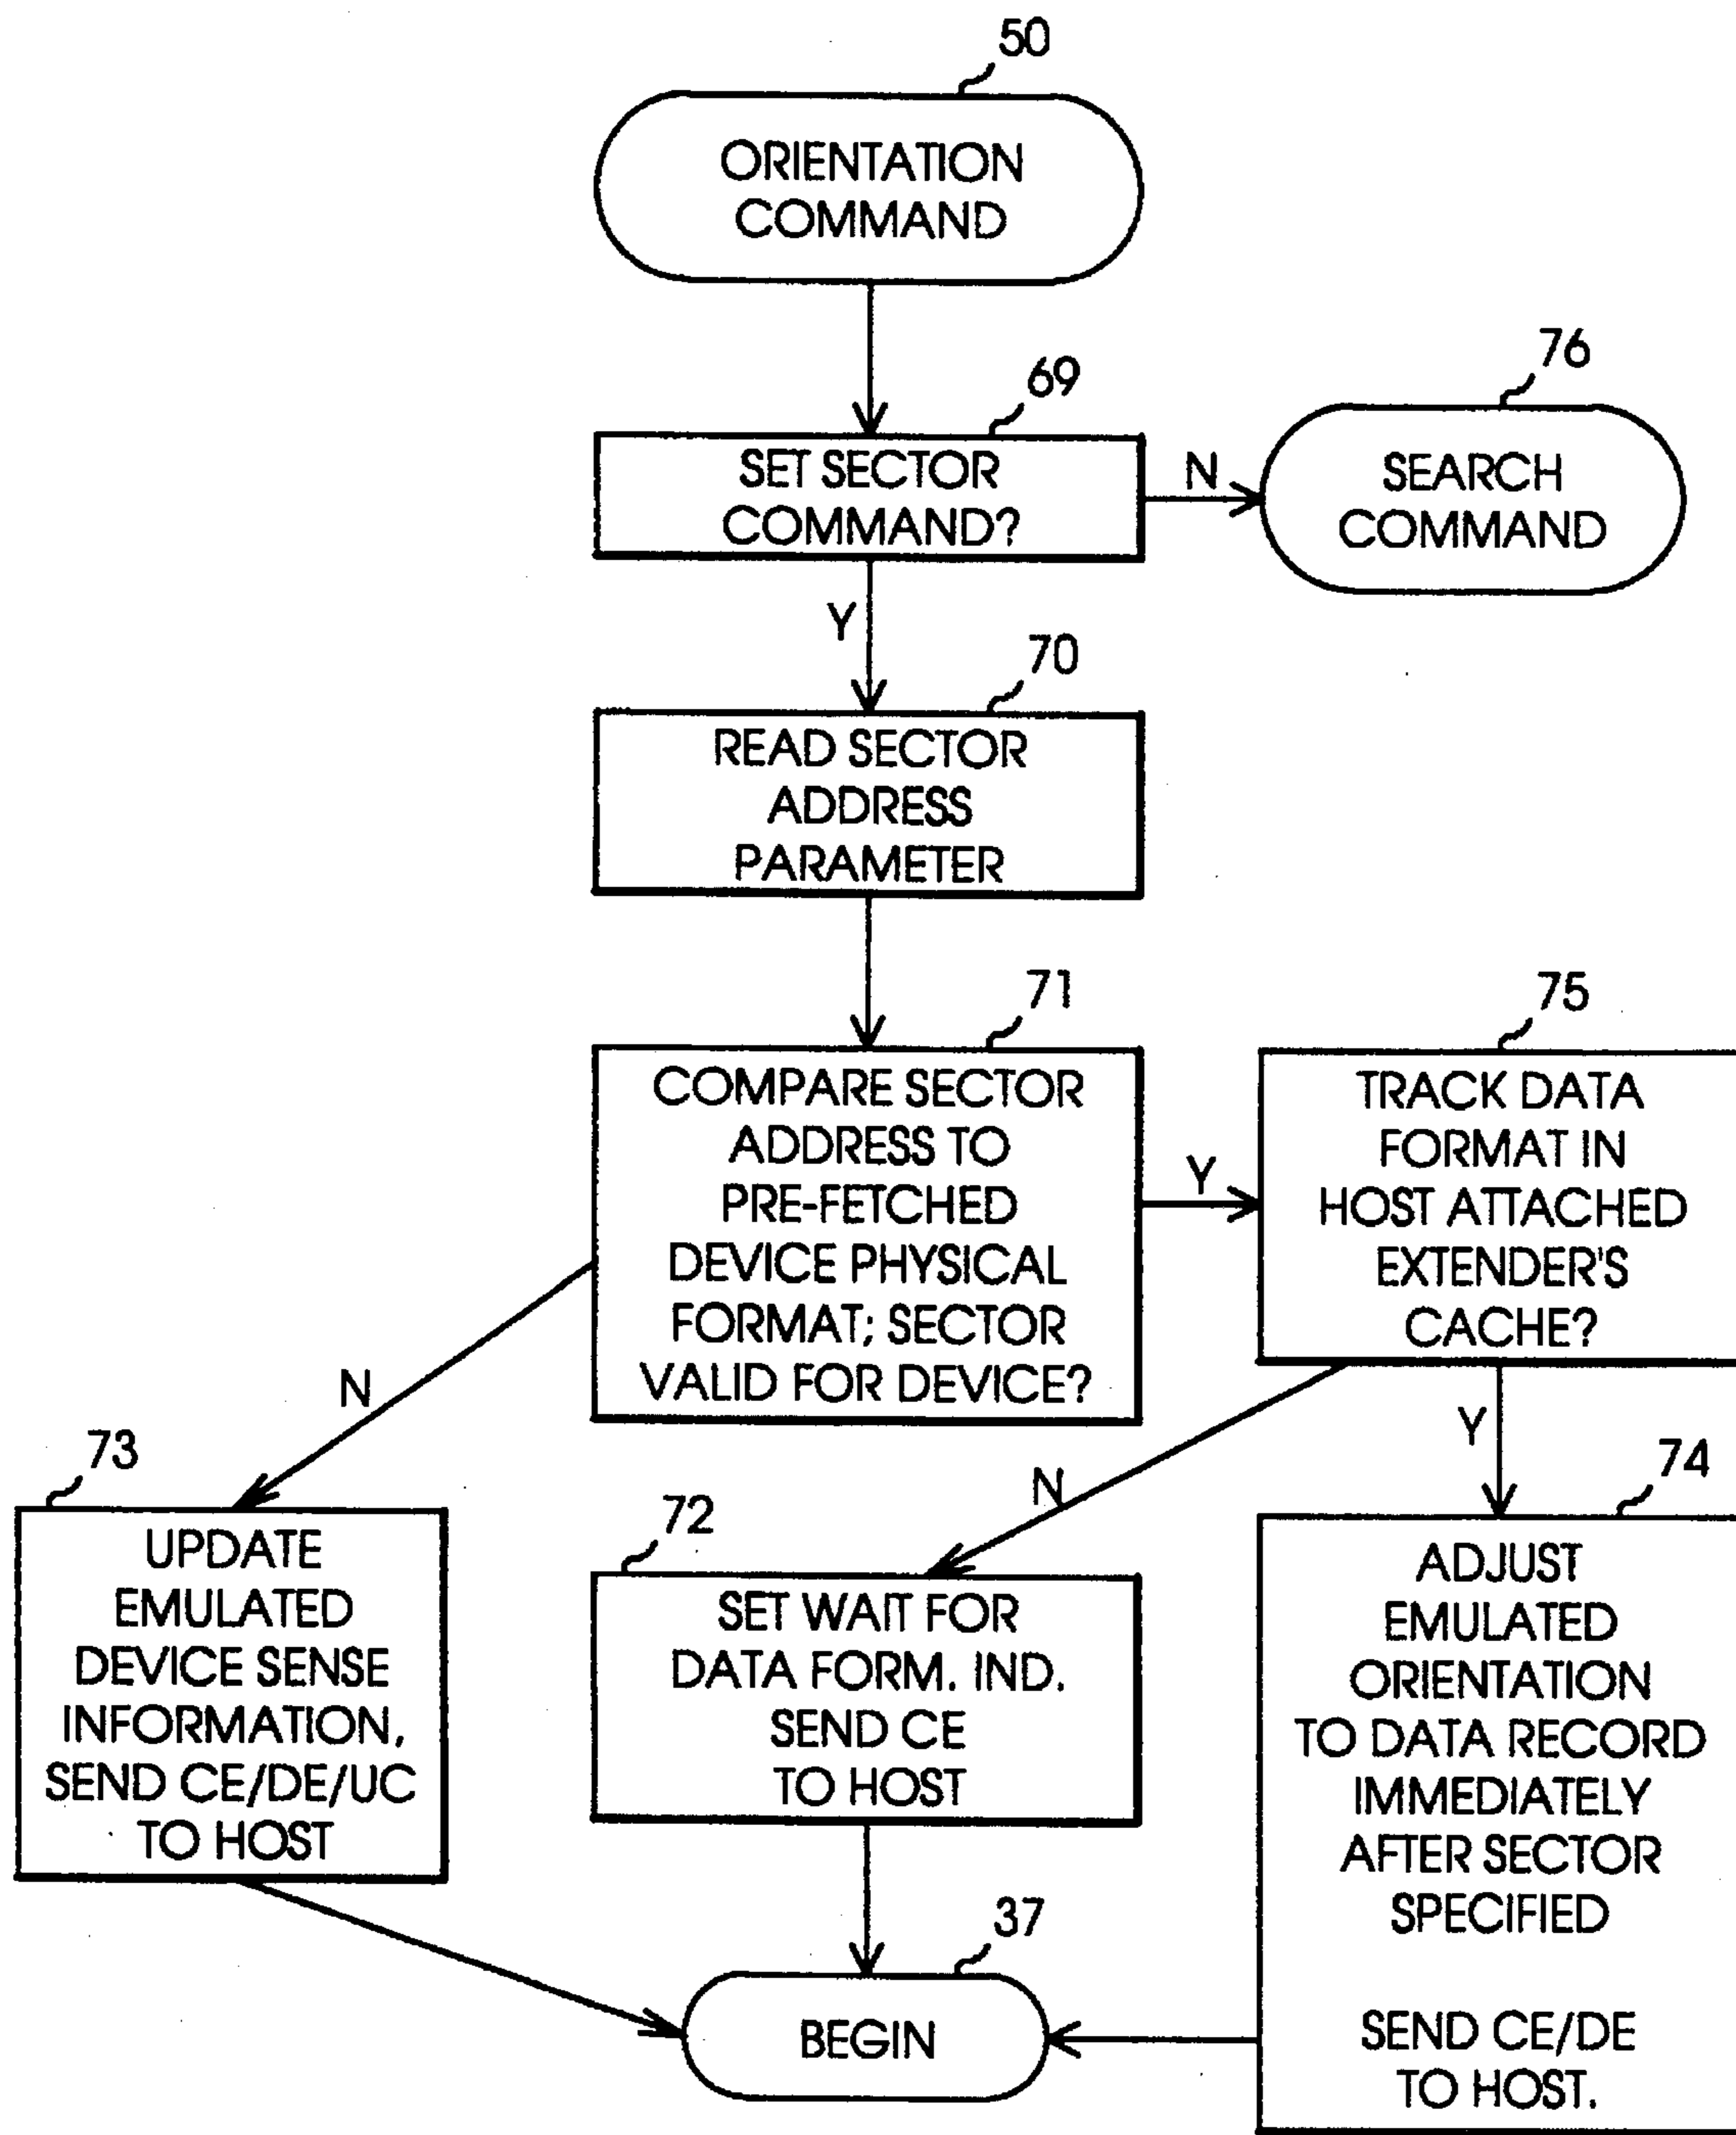 50
ORIENTATION
COMMAND
69
SET SECTOR
COMMAND?
N
76
SEARCH
COMMAND
Y
70
READ SECTOR
ADDRESS
PARAMETER
71
COMPARE SECTOR
ADDRESS TO
PRE-FETCHED
DEVICE PHYSICAL
FORMAT; SECTOR
VALID FOR DEVICE?
Y
75
TRACK DATA
FORMAT IN
HOST ATTACHED
EXTENDER'S
CACHE?
N
N
Y
73
UPDATE
EMULATED
DEVICE SENSE
INFORMATION,
SEND CE/DE/UC
TO HOST
72
SET WAIT FOR
DATA FORM. IND.
SEND CE
TO HOST
74
ADJUST
EMULATED
ORIENTATION
TO DATA RECORD
IMMEDIATELY
AFTER SECTOR
SPECIFIED
SEND CE/DE
TO HOST.
37
BEGIN